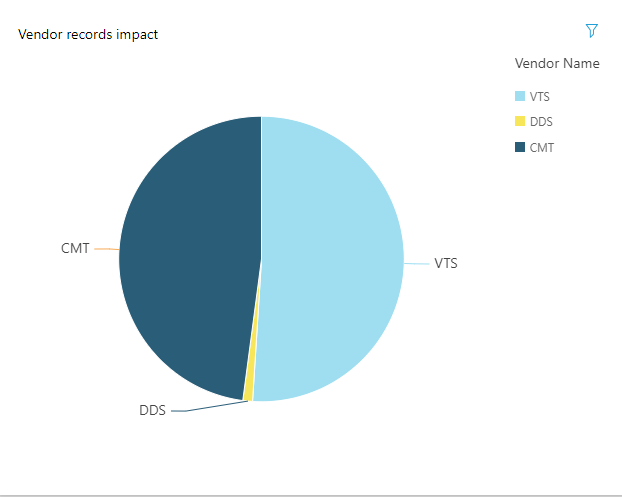 Vendor records impact
Vendor Name
VTS
DDS
CMT
CMT
VTS
DDS